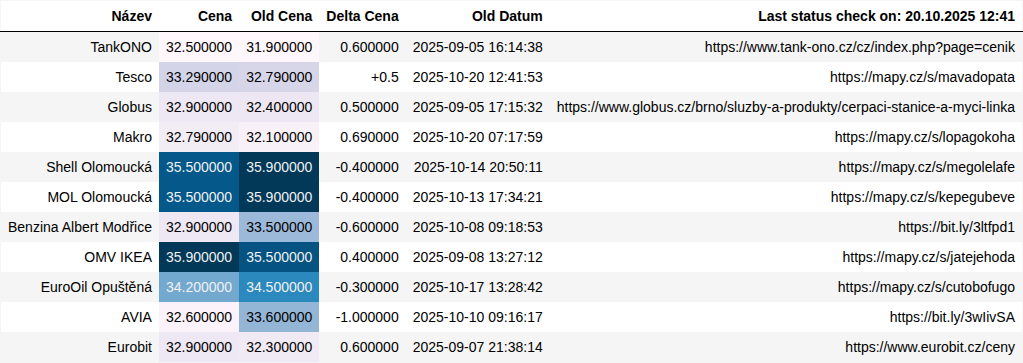 Název Cena Old Cena Delta Cena Old Datum Last status check on: 20.10.2025 12:41
TankONO 32.500000 31.900000 0.600000 2025-09-05 16:14:38 https://www.tank-ono.cz/cz/index.php?page=cenik
Tesco 33.290000 32.790000 +0.5 2025-10-20 12:41:53 https://mapy.cz/s/mavadopata
Globus 32.900000 32.400000 0.500000 2025-09-05 17:15:32 https://www.globus.cz/brno/sluzby-a-produkty/cerpaci-stanice-a-myci-linka
Makro 32.790000 32.100000 0.690000 2025-10-20 07:17:59 https://mapy.cz/s/lopagokoha
Shell Olomoucká 35.500000 35.900000 -0.400000 2025-10-14 20:50:11 https://mapy.cz/s/megolelafe
MOL Olomoucká 35.500000 35.900000 -0.400000 2025-10-13 17:34:21 https://mapy.cz/s/kepegubeve
Benzina Albert Modřice 32.900000 33.500000 -0.600000 2025-10-08 09:18:53 https://bit.ly/3ltfpd1
OMV IKEA 35.900000 35.500000 0.400000 2025-09-08 13:27:12 https://mapy.cz/s/jatejehoda
EuroOil Opuštěná 34.200000 34.500000 -0.300000 2025-10-17 13:28:42 https://mapy.cz/s/cutobofugo
AVIA 32.600000 33.600000 -1.000000 2025-10-10 09:16:17 https://bit.ly/3wIivSA
Eurobit 32.900000 32.300000 0.600000 2025-09-07 21:38:14 https://www.eurobit.cz/ceny